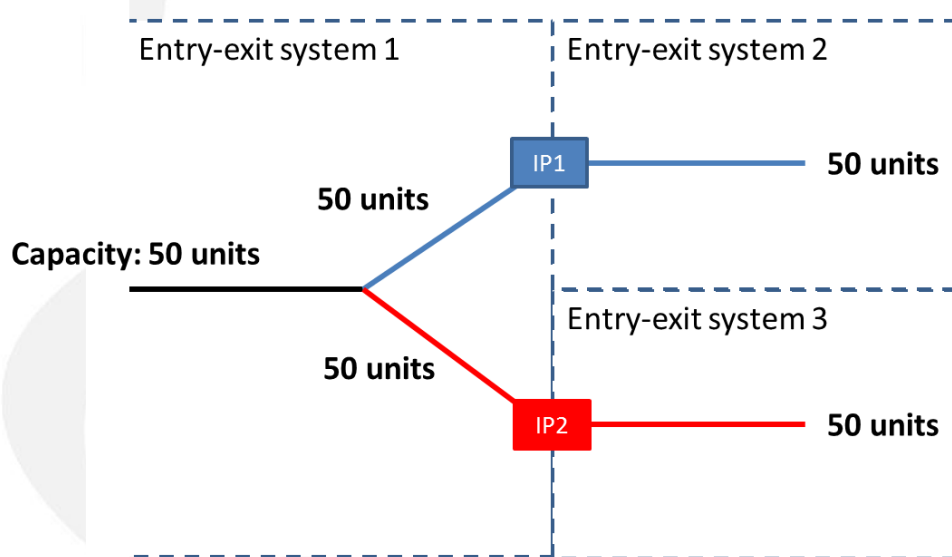 Entry-exit system 1
Entry-exit system 2
IP1
50 units
50 units
Capacity: 50 units
Entry-exit system 3
50 units
IP2
50 units